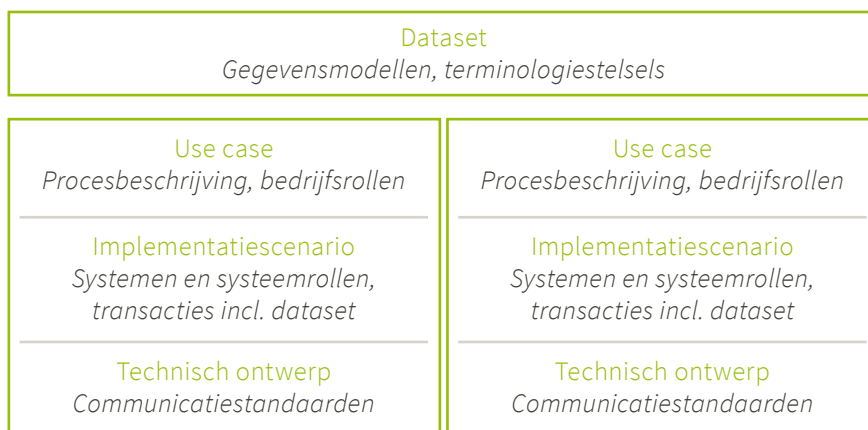 Dataset
Gegevensmodellen, terminologiestelsels
Use case
Procesbeschrijving, bedrijfsrollen
Implementatiescenario
Systemen en systeemrollen,
transacties incl. dataset
Technisch ontwerp
Communicatiestandaarden
Use case
Procesbeschrijving, bedrijfsrollen
Implementatiescenario
Systemen en systeemrollen,
transacties incl. dataset
Technisch ontwerp
Communicatiestandaarden